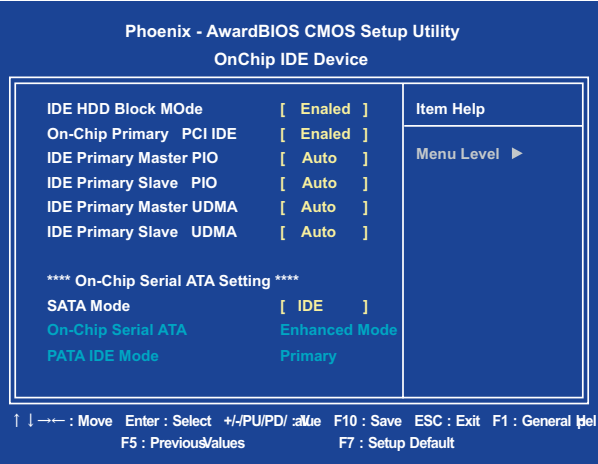 Phoenix - AwardBIOS CMOS Setup Utility
OnChip IDE Device
IDE HDD Block MOde [ Enaled ]
On-Chip Primary PCI IDE [ Enaled ]
IDE Primary Master PIO [ Auto ]
IDE Primary Slave PIO [ Auto ]
IDE Primary Master UDMA [ Auto ]
IDE Primary Slave UDMA [ Auto ]
**** On-Chip Serial ATA Setting ****
SATA Mode [ IDE ]
On-Chip Serial ATA Enhanced Mode
PATA IDE Mode Primary
Item Help
Menu Level ▶
↑↓→← : Move Enter : Select +/-/PU/PD/ : F10 : Save ESC : Exit F1 : General
F5 : Previous Values F7 : Setup Default